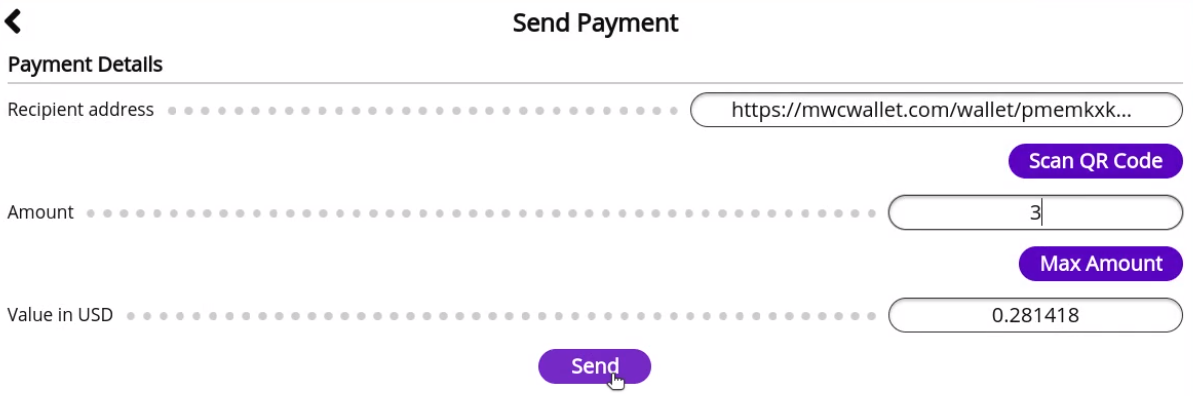 Send Payment
Payment Details
Recipient address https://mwcwallet.com/wallet/pmemkxk...
Scan QR Code
Amount 3
Max Amount
Value in USD 0.281418
Send